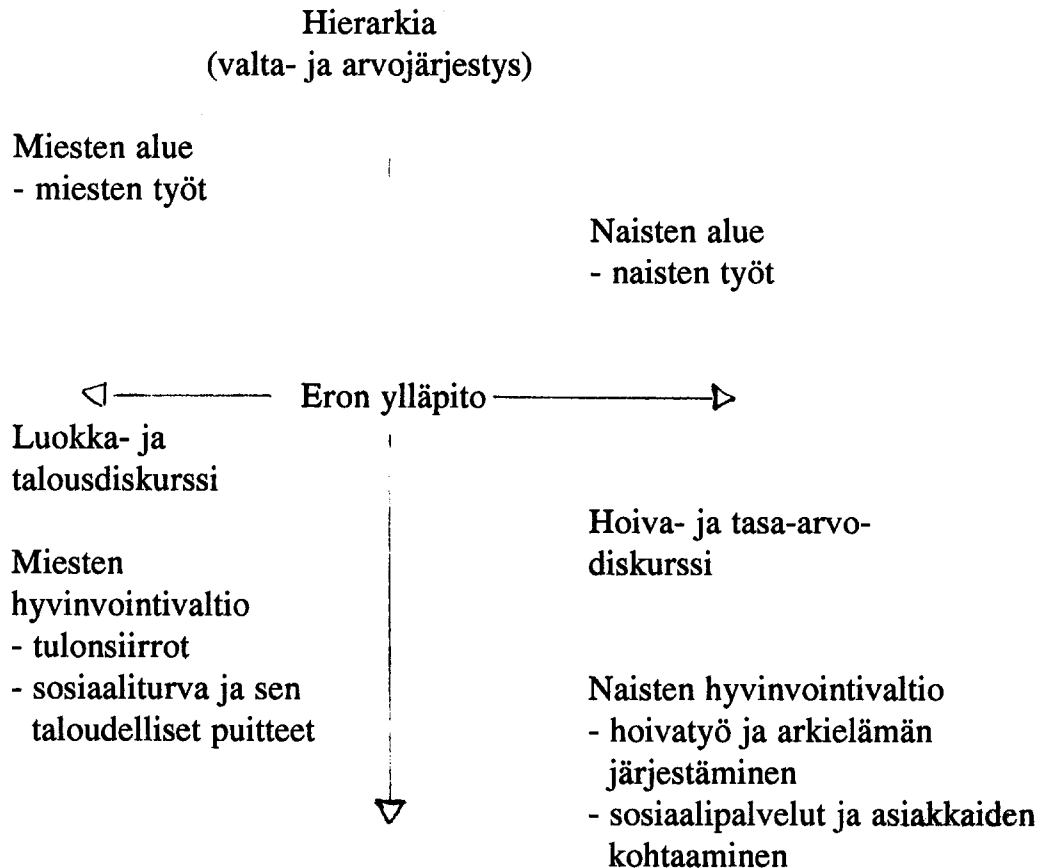 Hierarkia
(valta- ja arvojärjestys)
Miesten alue
- miesten työt
Naisten alue
- naisten työt
Eron ylläpito
Luokka- ja
talousdiskurssi
Hoiva- ja tasa-arvo-
diskurssi
Miesten
hyvinvointivaltio
- tulonsiirrot
- sosiaaliturva ja sen
taloudelliset puitteet
Naisten hyvinvointivaltio
- hoivatyö ja arkielämän
järjestäminen
- sosiaalipalvelut ja asiakkaiden
kohtaaminen